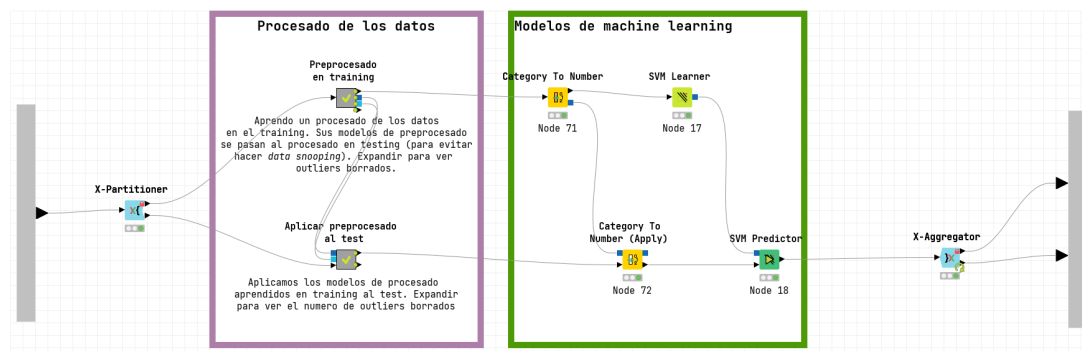 Procesado de los datos
Modelos de machine learning
Preprocesado
en training
Aprendo un procesado de los datos
en el training. Sus modelos de preprocesado
se pasan al procesado en testing (para evitar
hacer data snooping). Expandir para ver
outliers borrados.
Category To Number
Node 71
SVM Learner
Node 17
X-Partitioner
Aplicar preprocesado
al test
Aplicamos los modelos de procesado
aprendidos en training al test. Expandir
para ver el numero de outliers borrados
Category To
Number (Apply)
Node 72
SVM Predictor
Node 18
X-Aggregator